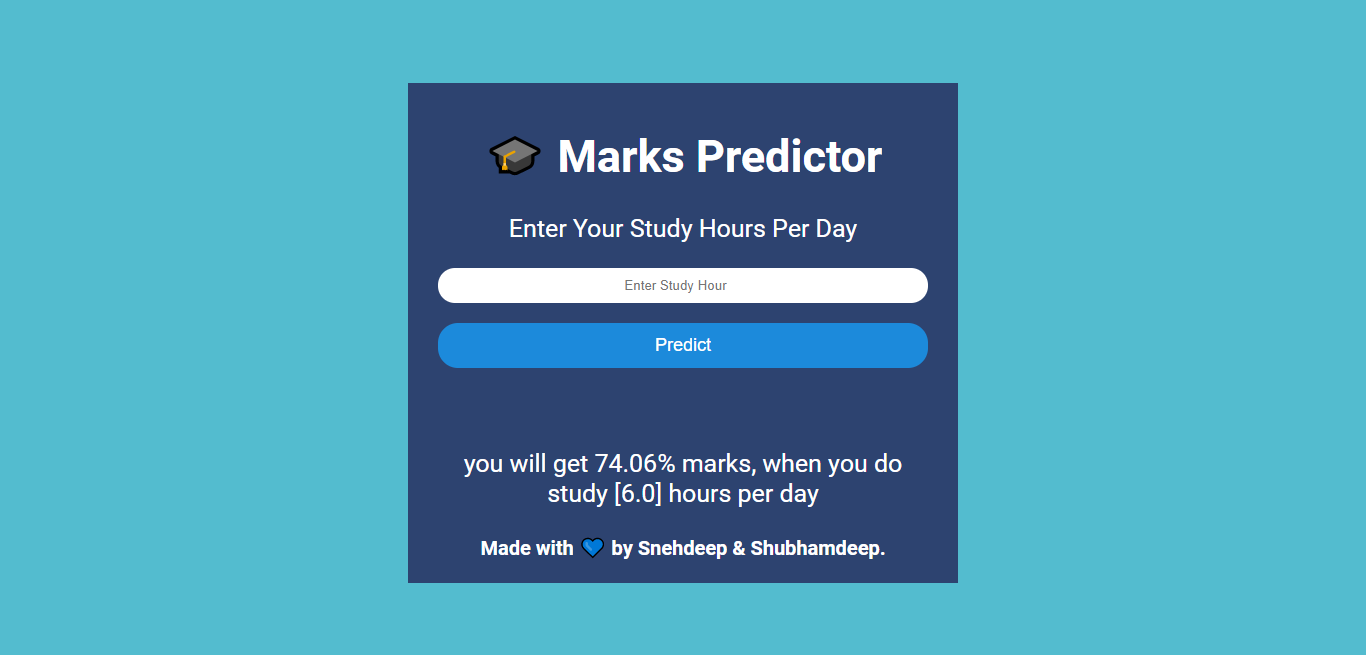 🎓 Marks Predictor
Enter Your Study Hours Per Day
Enter Study Hour
Predict
you will get 74.06% marks, when you do
study [6.0] hours per day
Made with 💙 by Snehdeep & Shubhamdeep.